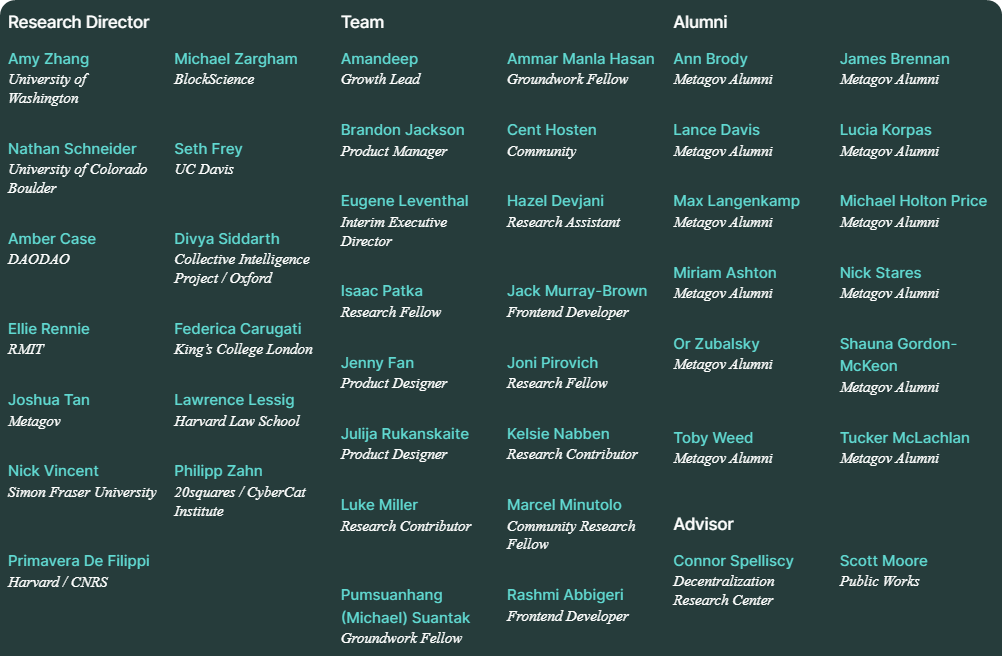 Research Director
Amy Zhang
University of
Washington
Michael Zargham
BlockScience
Nathan Schneider
University of Colorado
Boulder
Seth Frey
UC Davis
Amber Case
DAODAO
Divya Siddarth
Collective Intelligence
Project / Oxford
Ellie Rennie
RMIT
Federica Carugati
King's College London
Joshua Tan
Metagov
Lawrence Lessig
Harvard Law School
Nick Vincent
Simon Fraser University
Philipp Zahn
20squares / CyberCat
Institute
Primavera De Filippi
Harvard / CNRS
Team
Amandeep
Growth Lead
Ammar Manla Hasan
Groundwork Fellow
Brandon Jackson
Product Manager
Cent Hosten
Community
Eugene Leventhal
Interim Executive
Director
Hazel Devjani
Research Assistant
Isaac Patka
Research Fellow
Jack Murray-Brown
Frontend Developer
Jenny Fan
Product Designer
Joni Pirovich
Research Fellow
Julija Rukanskaite
Product Designer
Kelsie Nabben
Research Contributor
Luke Miller
Research Contributor
Marcel Minutolo
Community Research
Fellow
Pumsuanhang
(Michael) Suantak
Groundwork Fellow
Rashmi Abbigeri
Frontend Developer
Alumni
Ann Brody
Metagov Alumni
James Brennan
Metagov Alumni
Lance Davis
Metagov Alumni
Lucia Korpas
Metagov Alumni
Max Langenkamp
Metagov Alumni
Michael Holton Price
Metagov Alumni
Miriam Ashton
Metagov Alumni
Nick Stares
Metagov Alumni
Or Zubalsky
Metagov Alumni
Shauna Gordon-
McKeon
Metagov Alumni
Toby Weed
Metagov Alumni
Tucker McLachlan
Metagov Alumni
Advisor
Connor Spelliscy
Decentralization
Research Center
Scott Moore
Public Works